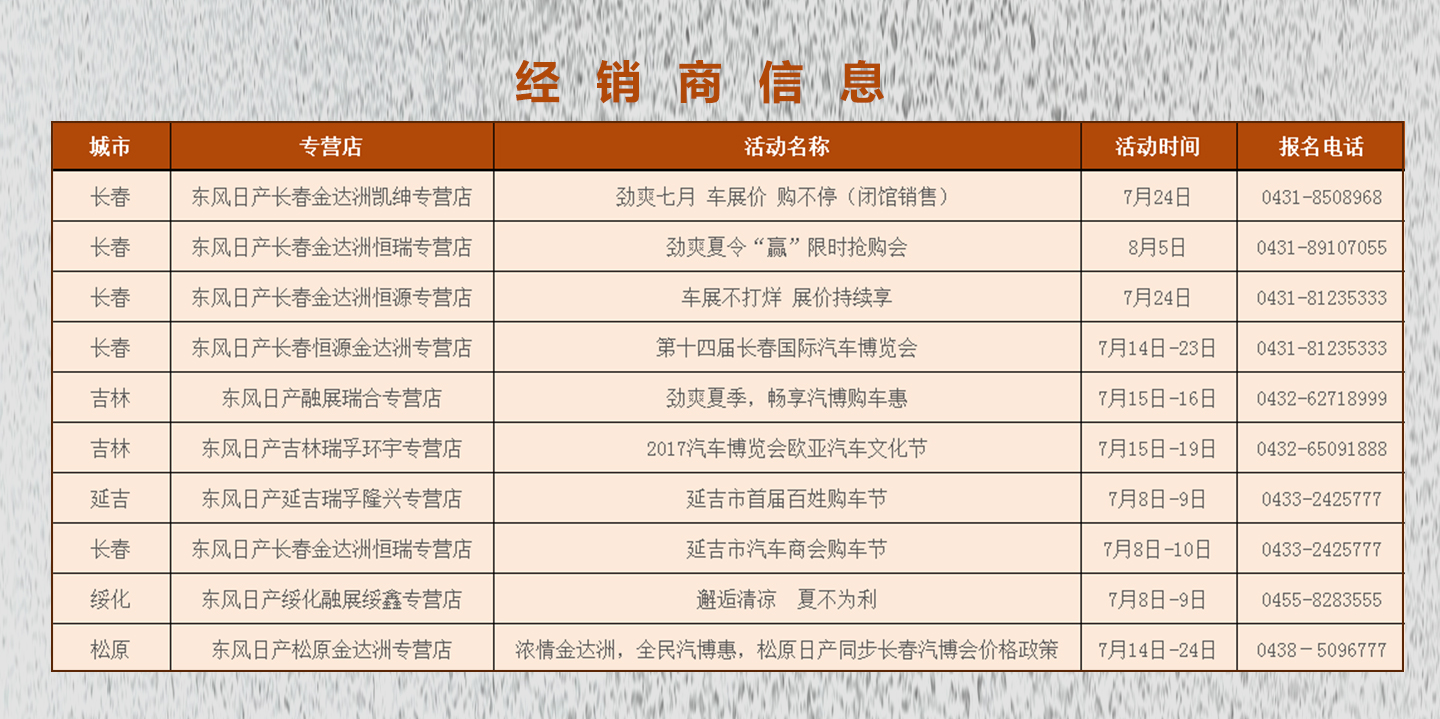 经销商信息
城市 专营店 活动名称 活动时间 报名电话
长春 东风日产长春金达洲凯绅专营店 劲爽七月 车展价 购不停（闭馆销售） 7月24日 0431-8508968
长春 东风日产长春金达洲恒瑞专营店 劲爽夏令“赢”限时抢购会 8月5日 0431-89107055
长春 东风日产长春金达洲恒源专营店 车展不打烊 展价持续享 7月24日 0431-81235333
长春 东风日产长春恒源金达洲专营店 第十四届长春国际汽车博览会 7月14日-23日 0431-81235333
吉林 东风日产融展瑞合专营店 劲爽夏季，畅享汽博购车惠 7月15日-16日 0432-62718999
吉林 东风日产吉林瑞孚环宇专营店 2017汽车博览会欧亚汽车文化节 7月15日-19日 0432-65091888
延吉 东风日产延吉瑞孚隆兴专营店 延吉市首届百姓购车节 7月8日-9日 0433-2425777
长春 东风日产长春金达洲恒瑞专营店 延吉市汽车商会购车节 7月8日-10日 0433-2425777
绥化 东风日产绥化融展绥鑫专营店 邂逅清凉　夏不为利 7月8日-9日 0455-8283555
松原 东风日产松原金达洲专营店 浓情金达洲，全民汽博惠，松原日产同步长春汽博会价格政策 7月14日-24日 0438－5096777